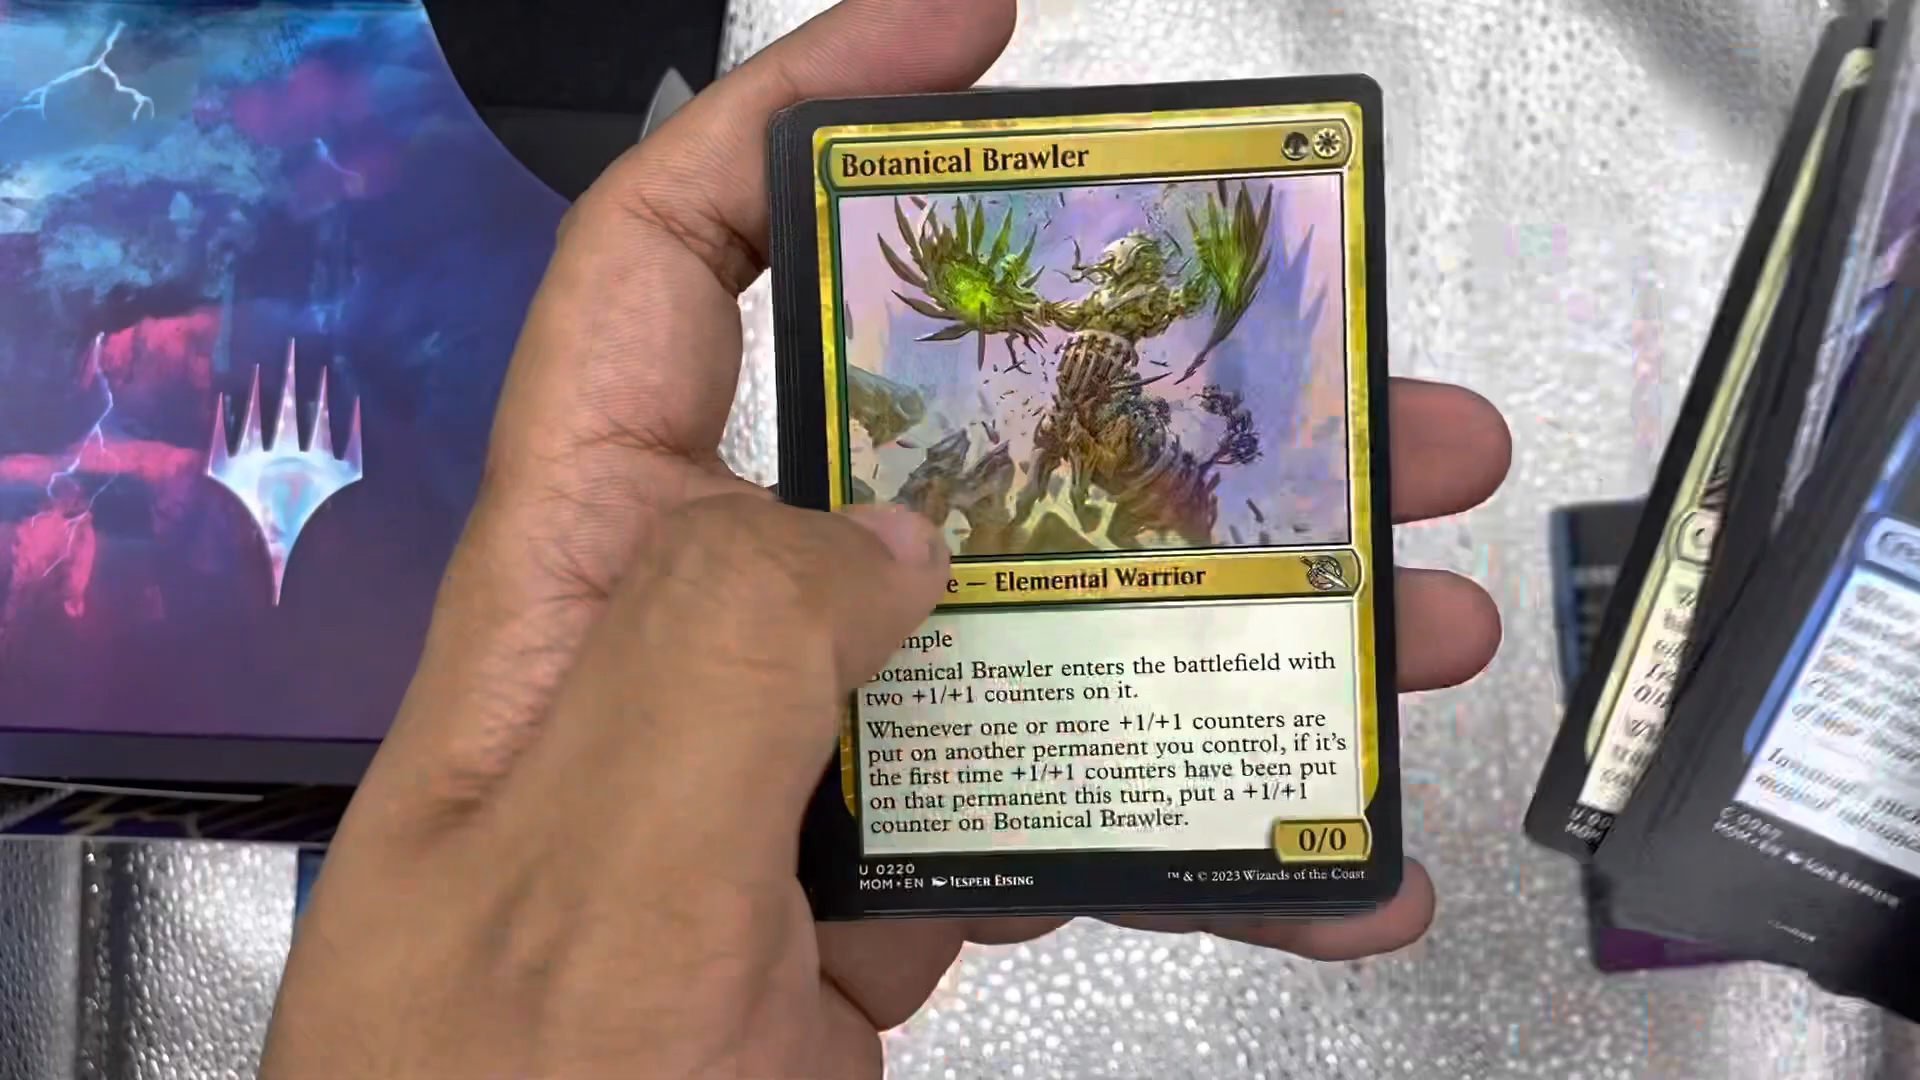 Botanical Brawler
e — Elemental Warrior
mple
Botanical Brawler enters the battlefield with
two +1/+1 counters on it.
Whenever one or more +1/+1 counters are
put on another permanent you control, if it's
the first time +1/+1 counters have been put
on that permanent this turn, put a +1/+1
counter on Botanical Brawler.
0/0
U 0220
MOM • EN JESPER EISING
™ & © 2023 Wizards of the Coast